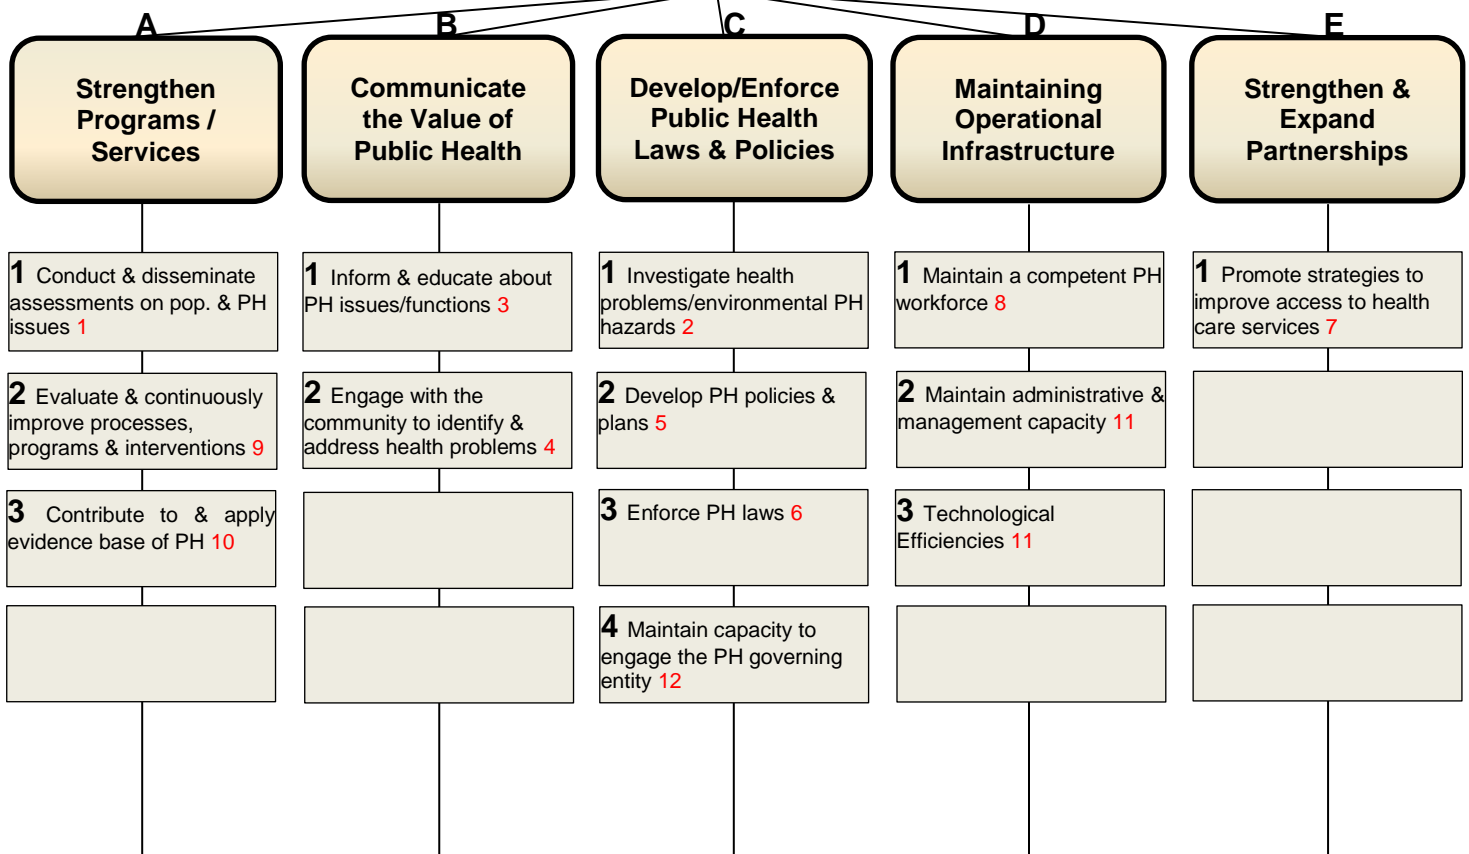 A
B
C
D
E
Strengthen
Programs /
Services
Communicate
the Value of
Public Health
Develop/Enforce
Public Health
Laws & Policies
Maintaining
Operational
Infrastructure
Strengthen &
Expand
Partnerships
1 Conduct & disseminate
assessments on pop. & PH
issues 1
2 Evaluate & continuously
improve processes,
programs & interventions 9
3 Contribute to & apply
evidence base of PH 10
1 Inform & educate about
PH issues/functions 3
2 Engage with the
community to identify &
address health problems 4
1 Investigate health
problems/environmental PH
hazards 2
2 Develop PH policies &
plans 5
3 Enforce PH laws 6
4 Maintain capacity to
engage the PH governing
entity 12
1 Maintain a competent PH
workforce 8
2 Maintain administrative &
management capacity 11
3 Technological
Efficiencies 11
1 Promote strategies to
improve access to health
care services 7